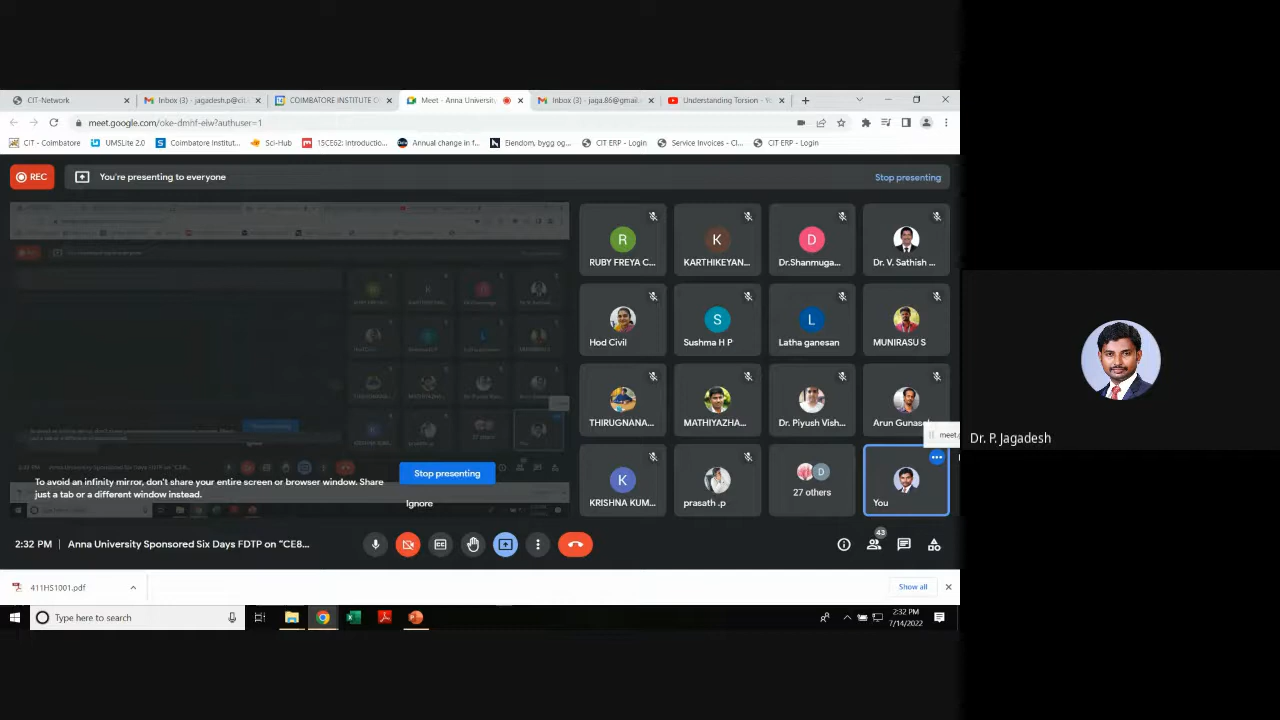 CIT-Network
Inbox (3) - jagadesh.p@cit.
COIMBATORE INSTITUTE O
Meet - Anna University
Inbox (3) - jaga.86@gmail.
Understanding Torsion - Yo
meet.google.com/oke-dmhf-eiw?authuser=1
CIT - Coimbatore
UMSLite 2.0
Coimbatore Institut...
Sci-Hub
15CE62: Introductio...
Annual change in f...
Eiendom, bygg og...
CIT ERP - Login
Service Invoices - Cl...
CIT ERP - Login
REC
You're presenting to everyone
Stop presenting
RUBY FREYA C...
KARTHIKEYAN...
Dr.Shanmuga...
Dr. V. Sathish ...
Hod Civil
Sushma H P
Latha ganesan
MUNIRASU S
THIRUGNANA...
MATHIYAZHA...
Dr. Piyush Vish...
Arun Gunasel
meet.g
Dr. P. Jagadesh
KRISHNA KUM...
prasath .p
27 others
You
R
K
D
S
L
K
D
To avoid an infinity mirror, don't share your entire screen or browser window. Share
just a tab or a different window instead.
Stop presenting
Ignore
2:32 PM | Anna University Sponsored Six Days FDTP on "CE8...
43
411HS1001.pdf
Show all
Type here to search
2:32 PM
7/14/2022